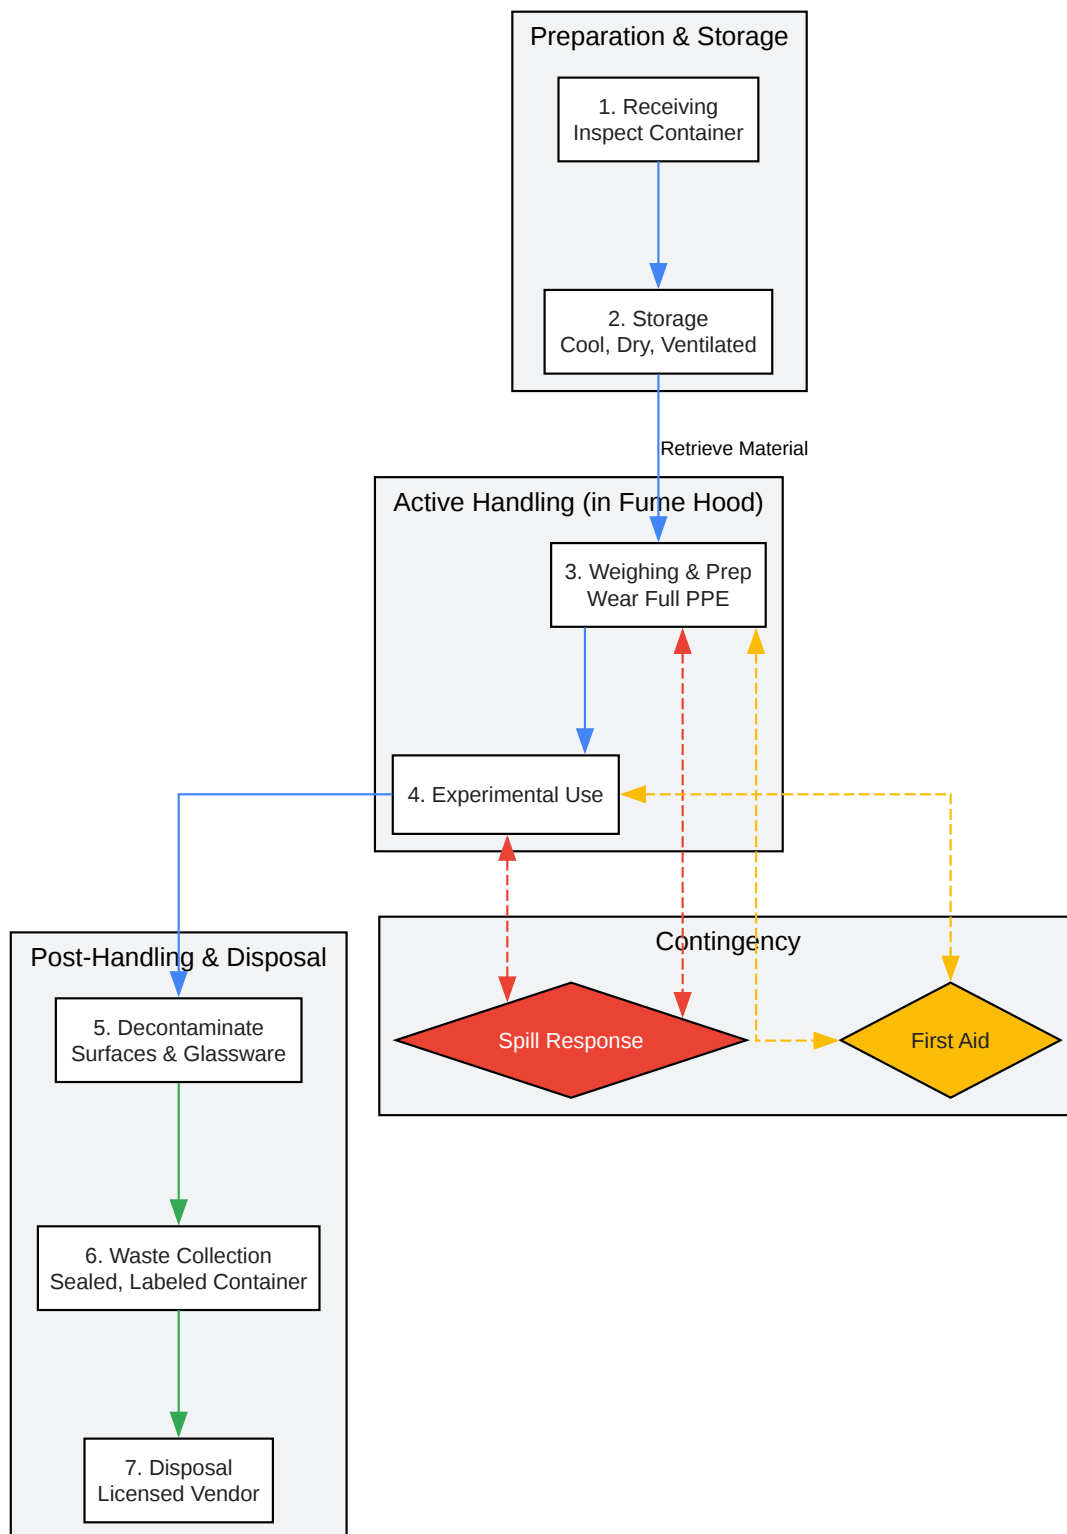 Preparation & Storage
1. Receiving
Inspect Container
2. Storage
Cool, Dry, Ventilated
Retrieve Material
Active Handling (in Fume Hood)
3. Weighing & Prep
Wear Full PPE
4. Experimental Use
Contingency
Spill Response
First Aid
Post-Handling & Disposal
5. Decontaminate
Surfaces & Glassware
6. Waste Collection
Sealed, Labeled Container
7. Disposal
Licensed Vendor